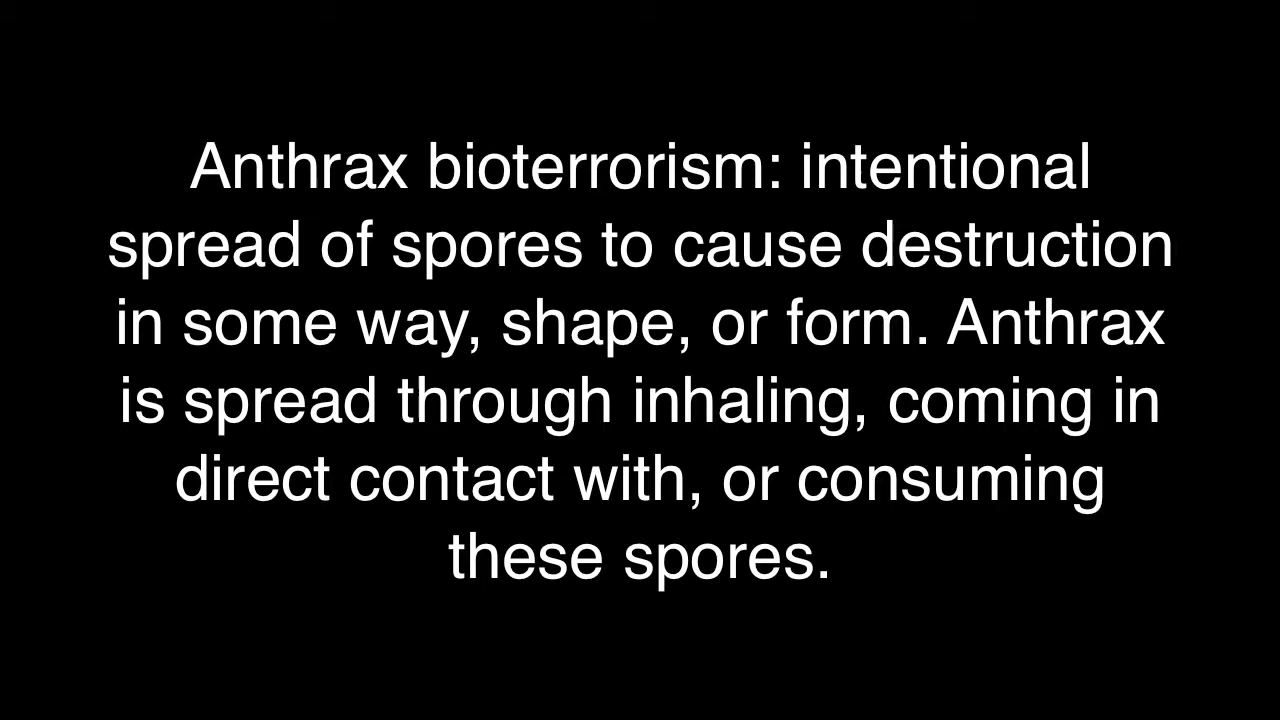 Anthrax bioterrorism: intentional
spread of spores to cause destruction
in some way, shape, or form. Anthrax
is spread through inhaling, coming in
direct contact with, or consuming
these spores.